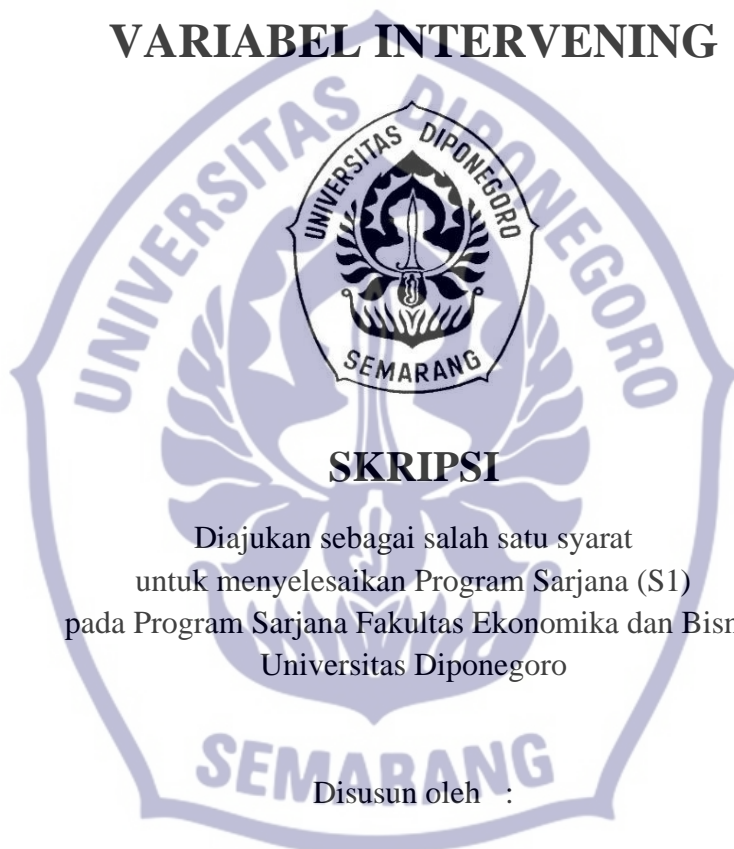 VARIABEL INTERVENING
UNIVERSITAS DIPONEGORO
SEMARANG
UNIVERSITAS DIPONEGORO
SEMARANG
SKRIPSI
Diajukan sebagai salah satu syarat
untuk menyelesaikan Program Sarjana (S1)
pada Program Sarjana Fakultas Ekonomika dan Bisn
Universitas Diponegoro
Disusun oleh :